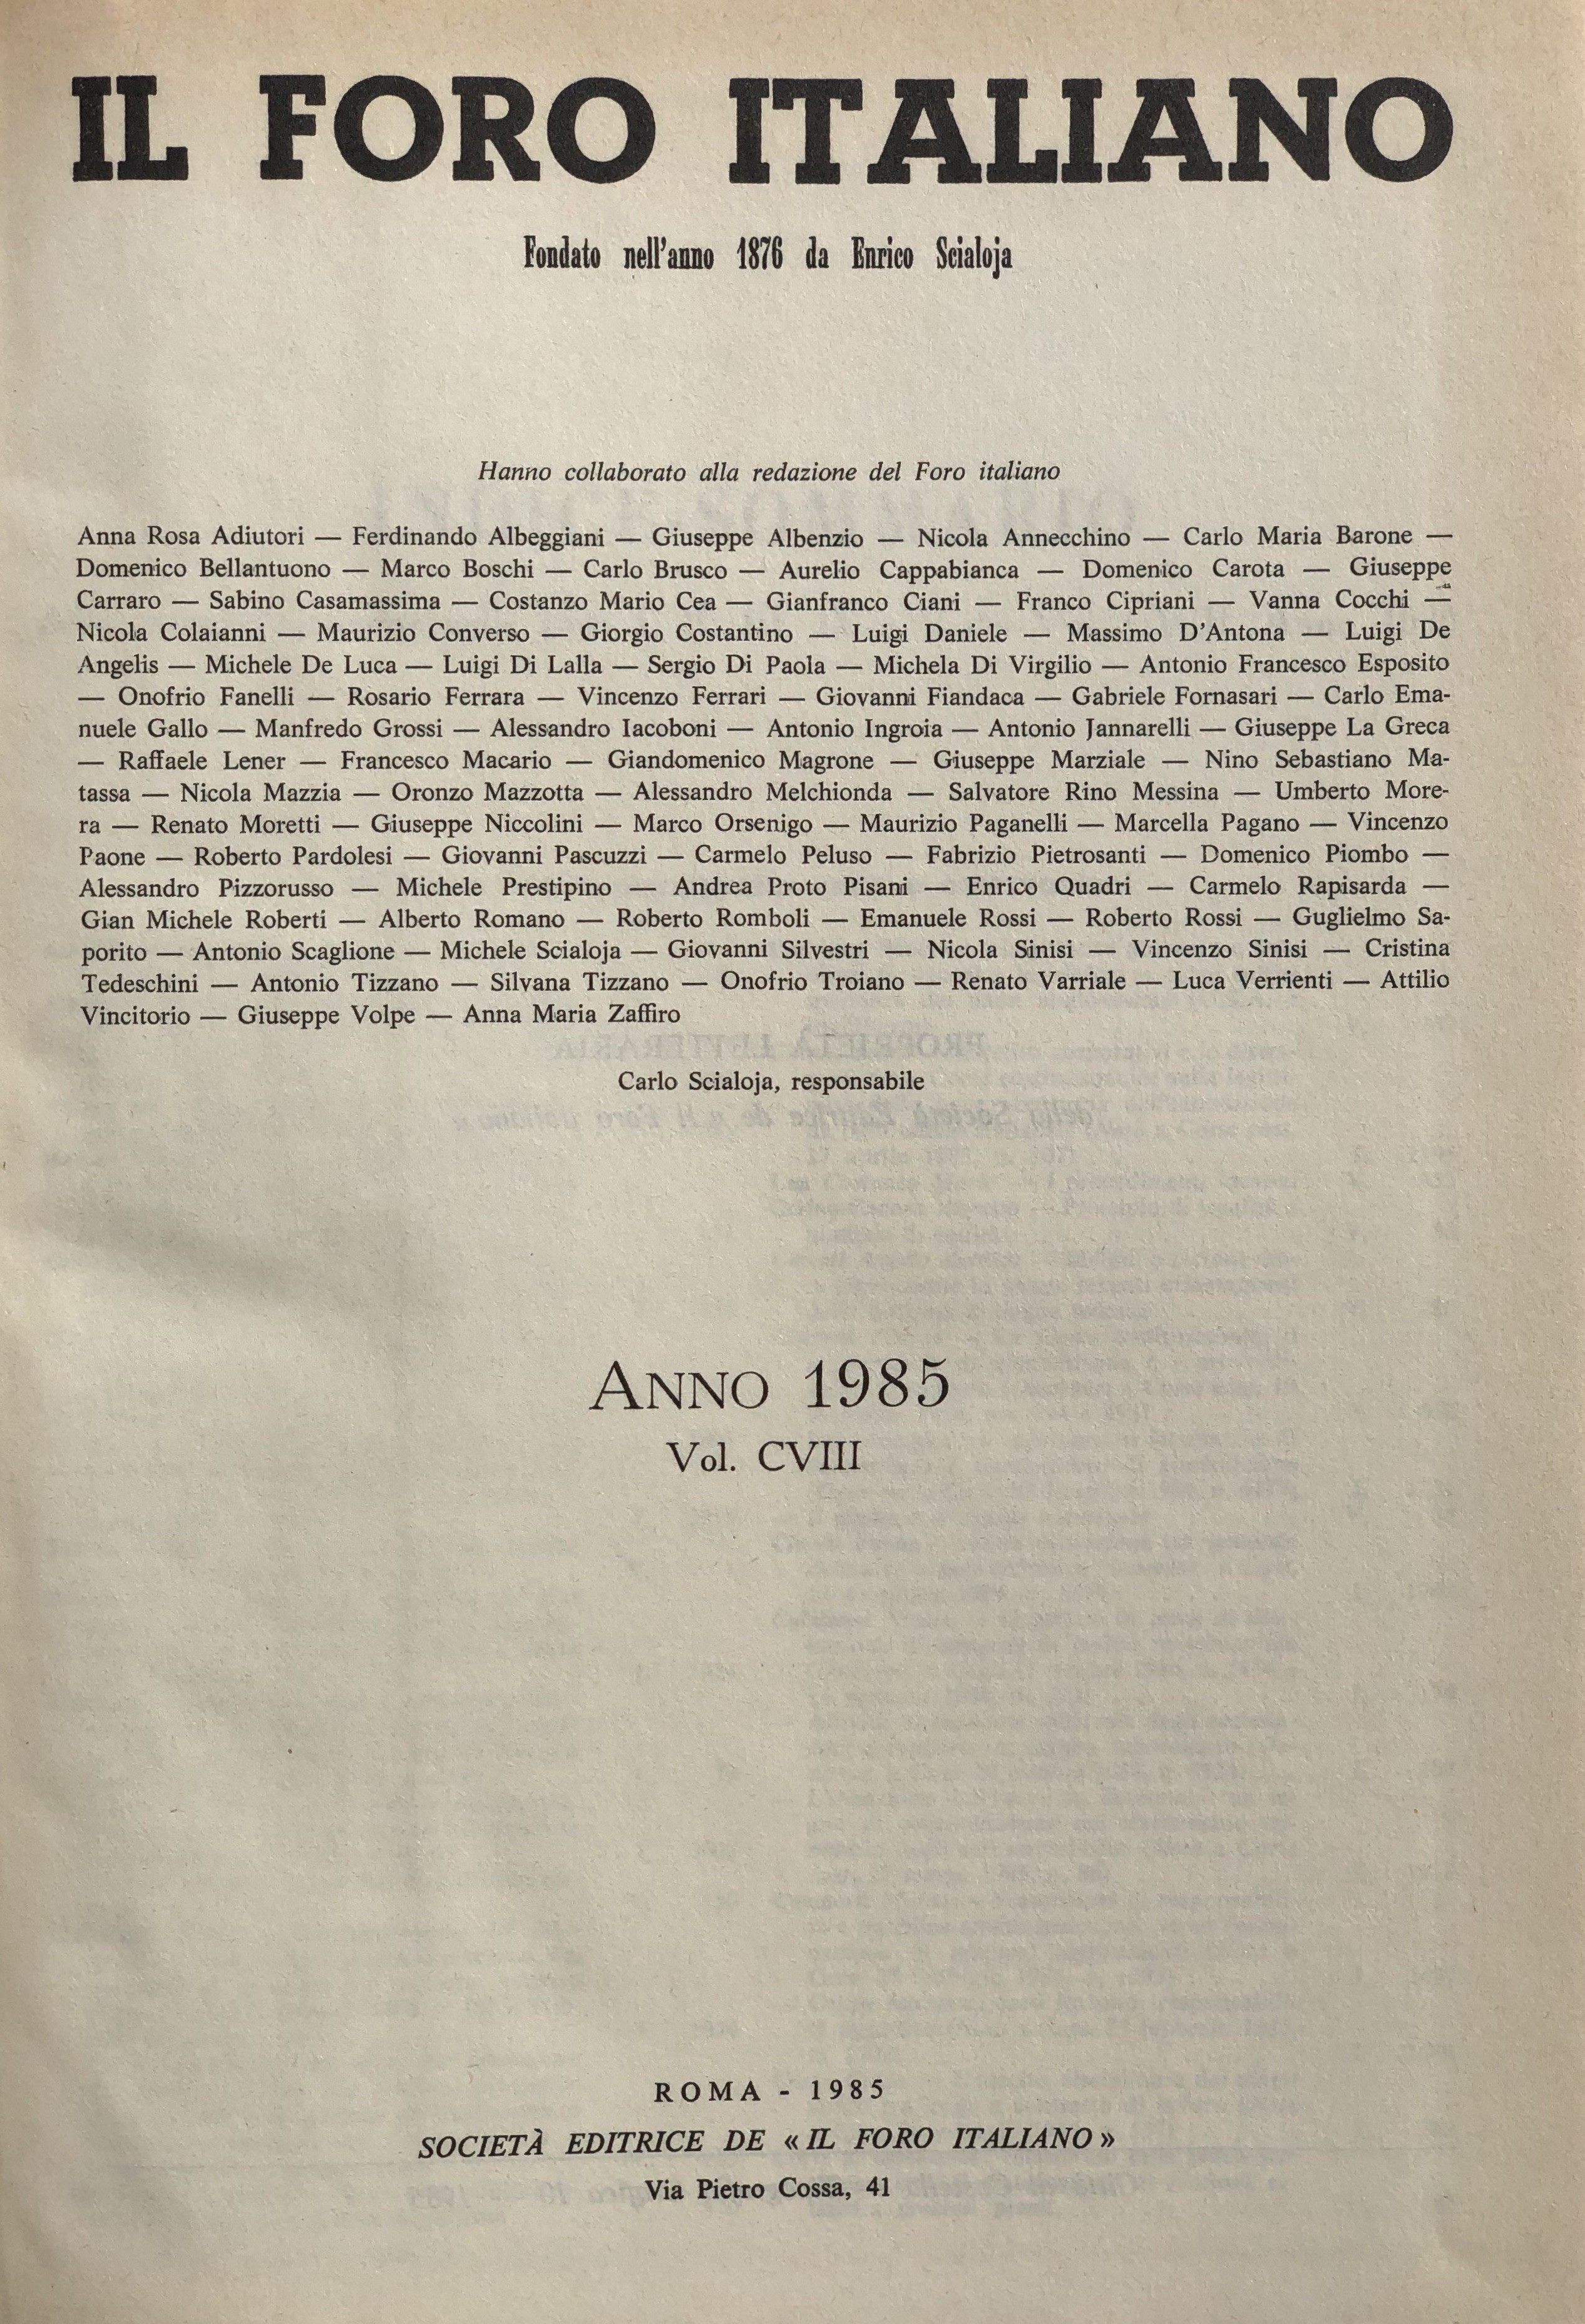 IL FORO ITALIANO
Fondato nell'anno 1876 da Enrico Scialoja
Hanno collaborato alla redazione del Foro italiano
Anna Rosa Adiutori — Ferdinando Albeggiani — Giuseppe Albenzio — Nicola Annecchino — Carlo Maria Barone —
Domenico Bellantuono — Marco Boschi — Carlo Brusco — Aurelio Cappabianca — Domenico Carota — Giuseppe
Carraro — Sabino Casamassima — Costanzo Mario Cea — Gianfranco Ciani — Franco Cipriani — Vanna Cocchi —
Nicola Colaianni — Maurizio Converso — Giorgio Costantino — Luigi Daniele — Massimo D'Antona — Luigi De
Angelis — Michele De Luca — Luigi Di Lalla — Sergio Di Paola — Michela Di Virgilio — Antonio Francesco Esposito
— Onofrio Fanelli — Rosario Ferrara — Vincenzo Ferrari — Giovanni Fiandaca — Gabriele Fornasari — Carlo Ema-
nuele Gallo — Manfredo Grossi — Alessandro Iacoboni — Antonio Ingroia — Antonio Jannarelli — Giuseppe La Greca
— Raffaele Lener — Francesco Macario — Giandomenico Magrone — Giuseppe Marziale — Nino Sebastiano Ma-
tassa — Nicola Mazzia — Oronzo Mazzotta — Alessandro Melchionda — Salvatore Rino Messina — Umberto More-
ra — Renato Moretti — Giuseppe Niccolini — Marco Orsenigo — Maurizio Paganelli — Marcella Pagano — Vincenzo
Paone — Roberto Pardolesi — Giovanni Pascuzzi — Carmelo Peluso — Fabrizio Pietrosanti — Domenico Piombo —
Alessandro Pizzorusso — Michele Prestipino — Andrea Proto Pisani — Enrico Quadri — Carmelo Rapisarda —
Gian Michele Roberti — Alberto Romano — Roberto Romboli — Emanuele Rossi — Roberto Rossi — Guglielmo Sa-
porito — Antonio Scaglione — Michele Scialoja — Giovanni Silvestri — Nicola Sinisi — Vincenzo Sinisi — Cristina
Tedeschini — Antonio Tizzano — Silvana Tizzano — Onofrio Troiano — Renato Varriale — Luca Verrienti — Attilio
Vincitorio — Giuseppe Volpe — Anna Maria Zaffiro
Carlo Scialoja, responsabile
ANNO 1985
Vol. CVIII
ROMA - 1985
SOCIETÀ EDITRICE DE « IL FORO ITALIANO »
Via Pietro Cossa, 41